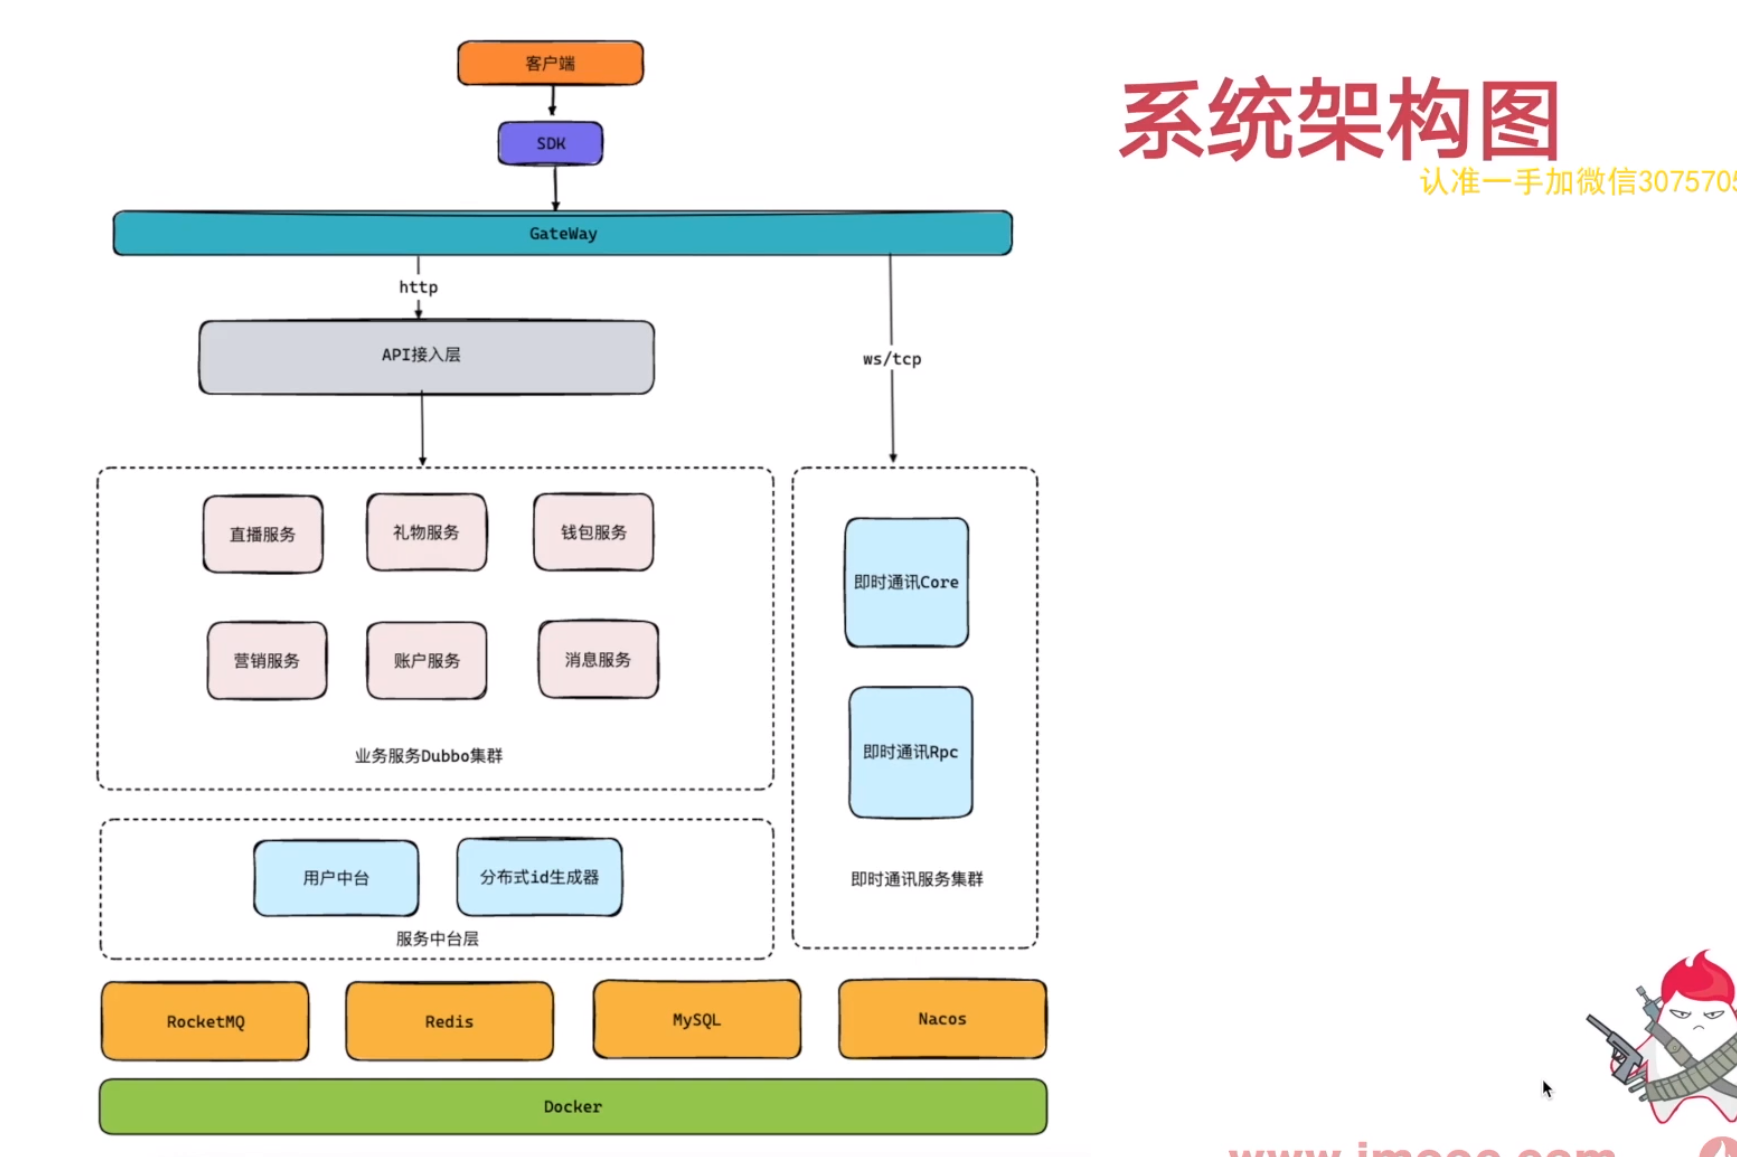 系统架构图
认准一手加微信3075705
客户端
SDK
GateWay
http
ws/tcp
API接入层
直播服务
礼物服务
钱包服务
营销服务
账户服务
消息服务
业务服务Dubbo集群
即时通讯Core
即时通讯Rpc
即时通讯服务集群
用户中台
分布式id生成器
服务中台层
RocketMQ
Redis
MySQL
Nacos
Docker
www.imooc.com